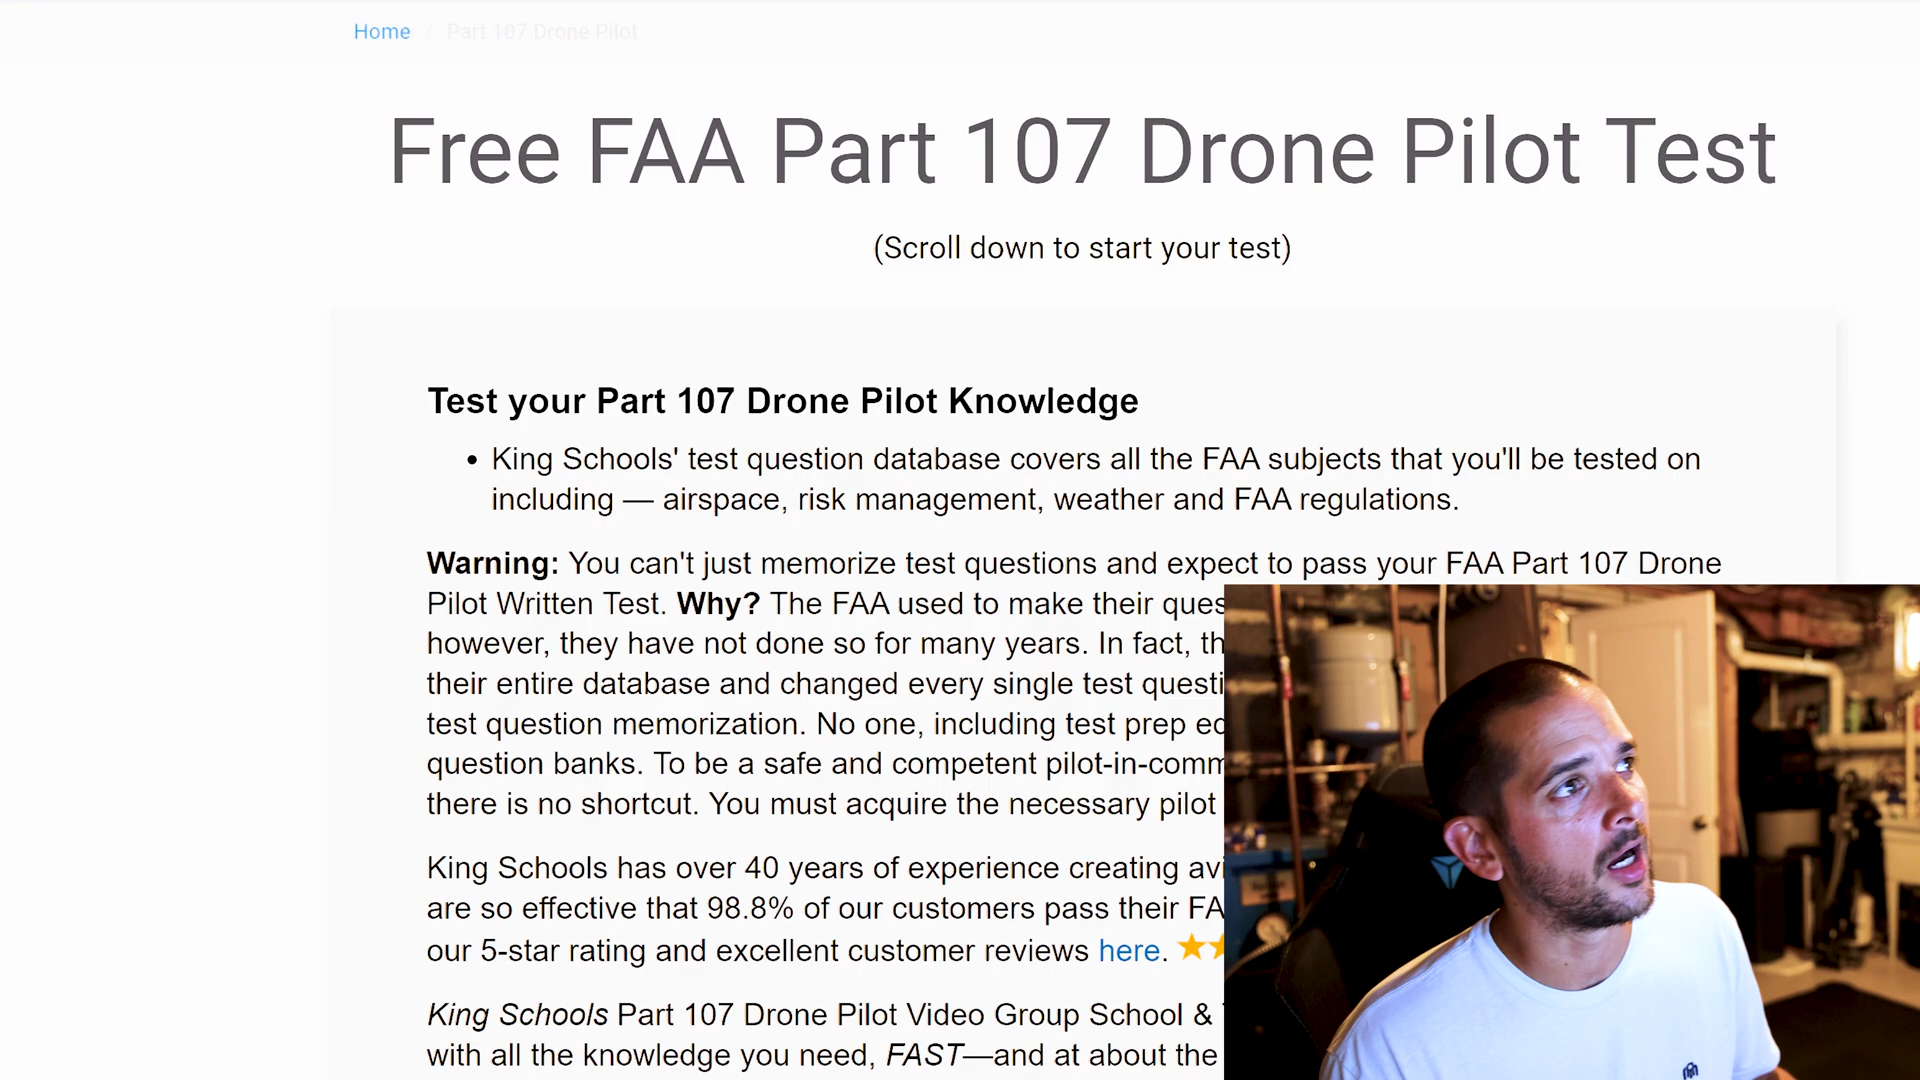 Home / Part 107 Drone Pilot
Free FAA Part 107 Drone Pilot Test
(Scroll down to start your test)
Test your Part 107 Drone Pilot Knowledge
• King Schools' test question database covers all the FAA subjects that you'll be tested on
including — airspace, risk management, weather and FAA regulations.
Warning: You can't just memorize test questions and expect to pass your FAA Part 107 Drone
Pilot Written Test. Why? The FAA used to make their
however, they have not done so for many years. In fact,
their entire database and changed every single test
test question memorization. No one, including test prep
question banks. To be a safe and competent
there is no shortcut. You must acquire the necessary pilot
King Schools has over 40 years of experience creating
are so effective that 98.8% of our customers pass their
our 5-star rating and excellent customer reviews here.
King Schools Part 107 Drone Pilot Video Group School &
with all the knowledge you need, FAST—and at about the